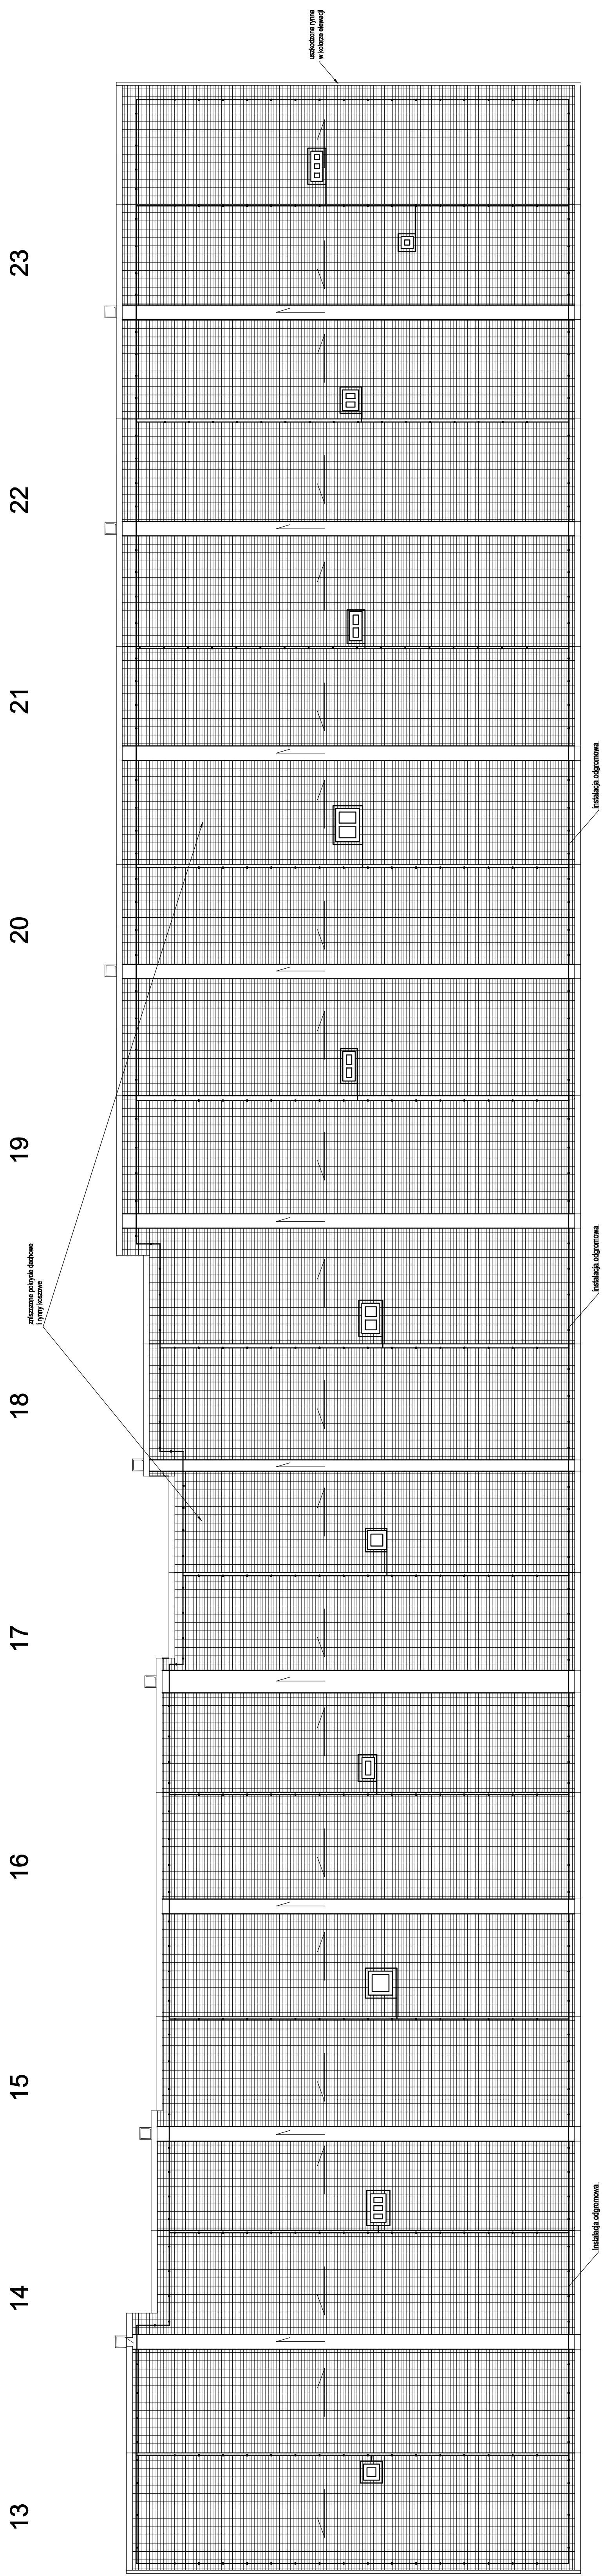 uszkodzona rynna
w kolorze elewacji
23
22
21
instalacja odgromowa
20
19
zniszczone pokrycie dachowe
i rynny koszowe
instalacja odgromowa
18
17
16
15
instalacja odgromowa
14
13